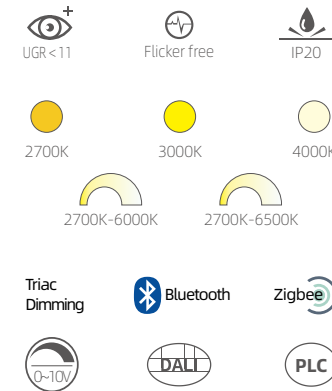 UGR<11
Flicker free
IP20
2700K
3000K
4000K
2700K-6000K
2700K-6500K
Triac
Dimming
Bluetooth
Zigbee
0~10V
DALI
PLC